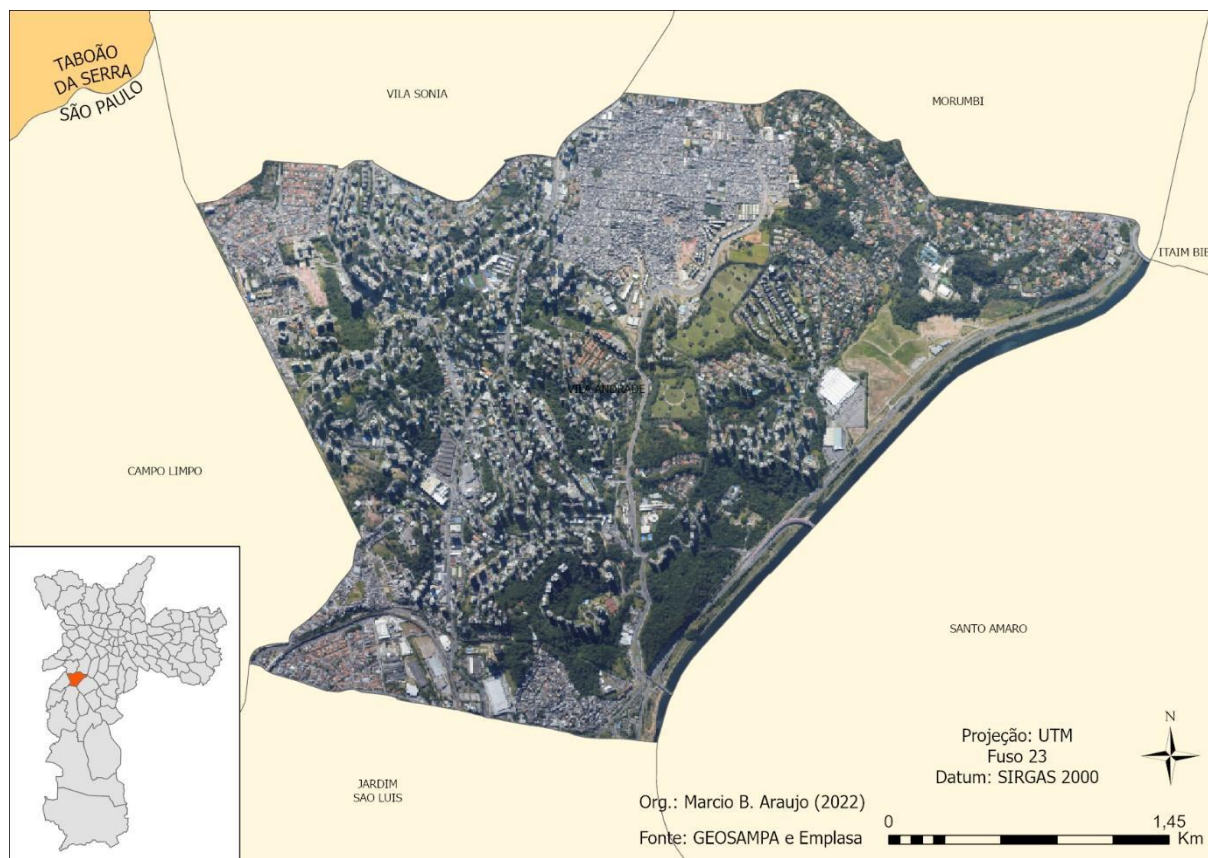 TABOÃO
DA SERRA
SÃO PAULO
VILA SONIA
MORUMBI
ITAIM BIB
VILA ANDRADE
CAMPO LIMPO
SANTO AMARO
JARDIM
SAO LUIS
N
Projeção: UTM
Fuso 23
Datum: SIRGAS 2000
Org.: Marcio B. Araujo (2022)
Fonte: GEOSAMPA e Emplasa
0 1,45
Km